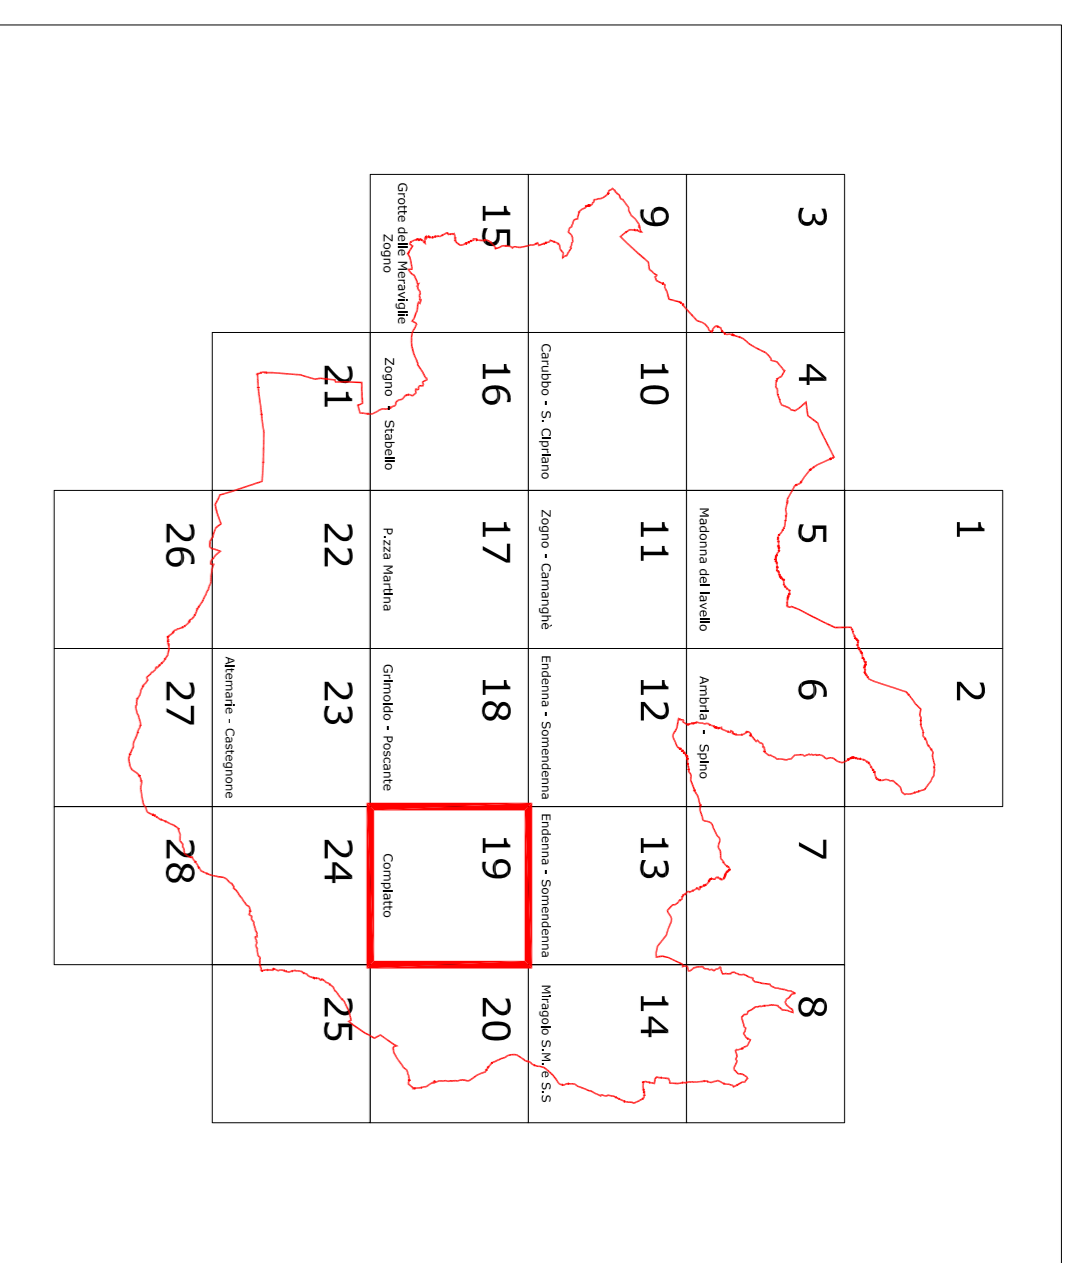 1
2
3
4
5
Madonna del lavello
6
Ambria - Spino
7
8
9
10
Carubbo - S. Cipriano
11
Zogno - Camanghè
12
Endenna - Somendenna
13
Endenna - Somendenna
14
Miragolo S.M. e S.S
15
Grotte delle Meraviglie
Zogno
16
Zogno - Stabello
17
P.zza Martina
18
Grimoldo - Poscante
19
Complatto
20
21
22
23
Altemarie - Castegnone
24
25
26
27
28